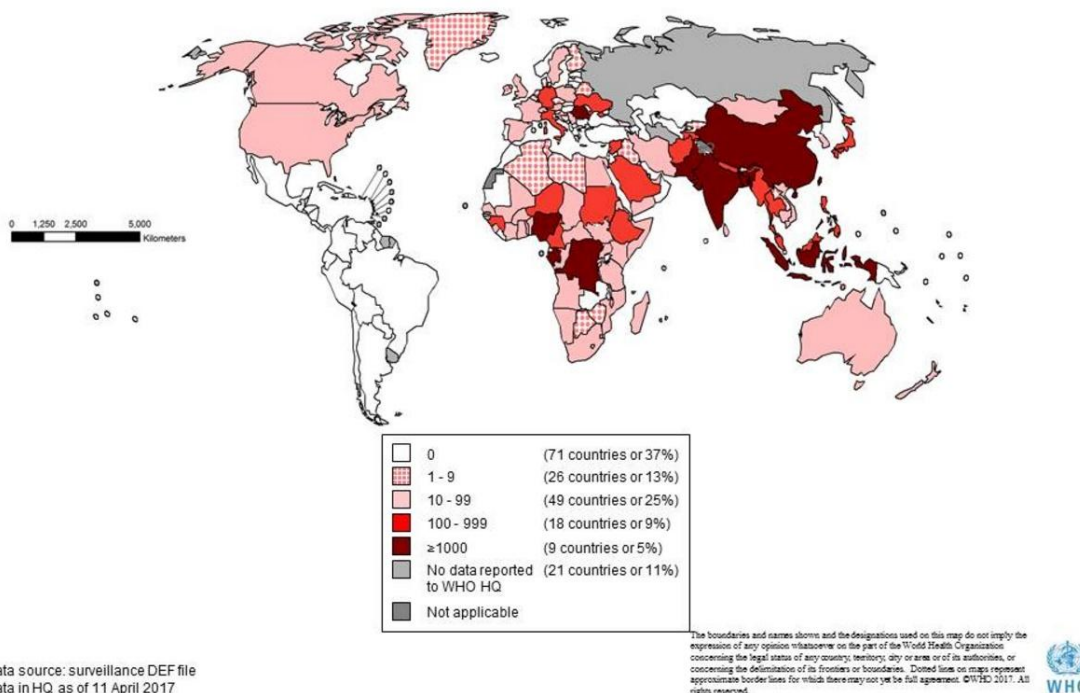 0 1,250 2,500 5,000
Kilometers
0 (71 countries or 37%)
1 - 9 (26 countries or 13%)
10 - 99 (49 countries or 25%)
100 - 999 (18 countries or 9%)
≥1000 (9 countries or 5%)
No data reported (21 countries or 11%)
to WHO HQ
Not applicable
The boundaries and names shown and the designations used on this map do not imply the
expression of any opinion whatsoever on the part of the World Health Organization
concerning the legal status of any country, territory, city or area or of its authorities, or
concerning the delimitation of its frontiers or boundaries. Dotted lines on maps represent
approximate border lines for which there may not yet be full agreement. ©WHO 2017. All
rights reserved
ata source: surveillance DEF file
ata in HQ as of 11 April 2017
WHO